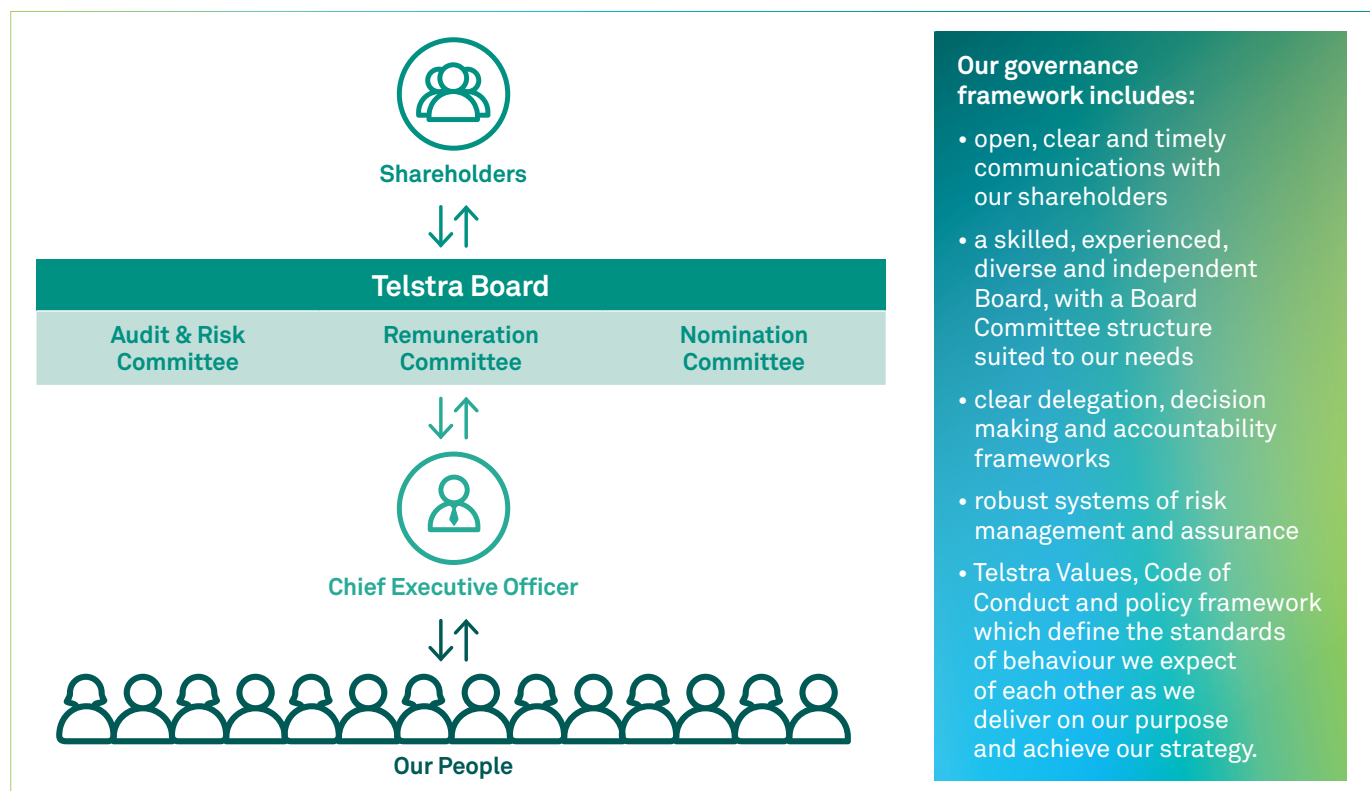 Shareholders
Telstra Board
Audit & Risk
Committee
Remuneration
Committee
Nomination
Committee
Chief Executive Officer
Our People
Our governance
framework includes:
• open, clear and timely
communications with
our shareholders
• a skilled, experienced,
diverse and independent
Board, with a Board
Committee structure
suited to our needs
• clear delegation, decision
making and accountability
frameworks
• robust systems of risk
management and assurance
• Telstra Values, Code of
Conduct and policy framework
which define the standards
of behaviour we expect
of each other as we
deliver on our purpose
and achieve our strategy.